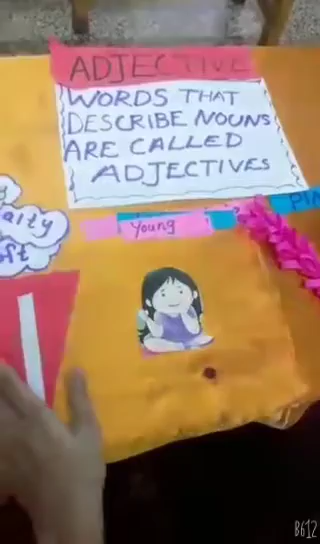 ADJECTIVE
WORDS THAT
DESCRIBE NOUNS
ARE CALLED
ADJECTIVES
Young
B612